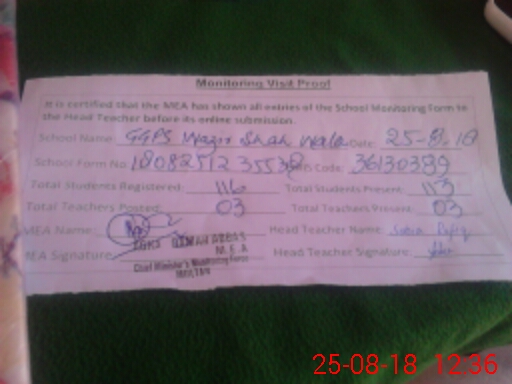 Monitoring Visit Proof
It is certified that the MEA has shown all entries of the School Monitoring Form to
the Head Teacher before its online submission.
School Name: GGPS Wazir Shah Wala Date: 25-8-18
School Form No. Code: 36130389
Total Students Registered: 116 Total Students Present: 113
Total Teachers Posted: 03 Total Teachers Present: 03
MEA Name: Head Teacher Name:
MEA Signature Head Teacher Signature:
M.E.A
Chief Minister's Monitoring Force
25-08-18 12:36